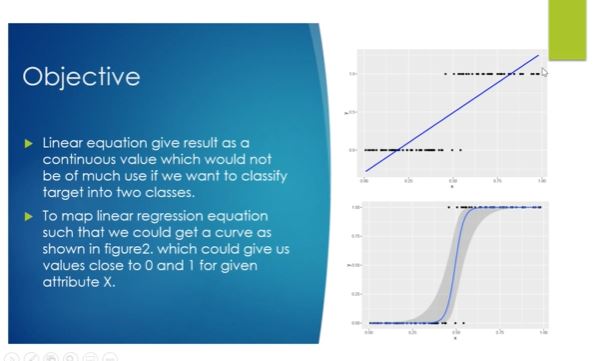 Objective
Linear equation give result as a
continuous value which would not
be of much use if we want to classify
target into two classes.
To map linear regression equation
such that we could get a curve as
shown in figure2. which could give us
values close to 0 and 1 for given
attribute X.
1.0
0.5
0.0
0.00 0.25 0.50 0.75 1.00
x
y
1.00
0.75
0.50
0.25
0.00
0.00 0.25 0.50 0.75 1.00
x
y